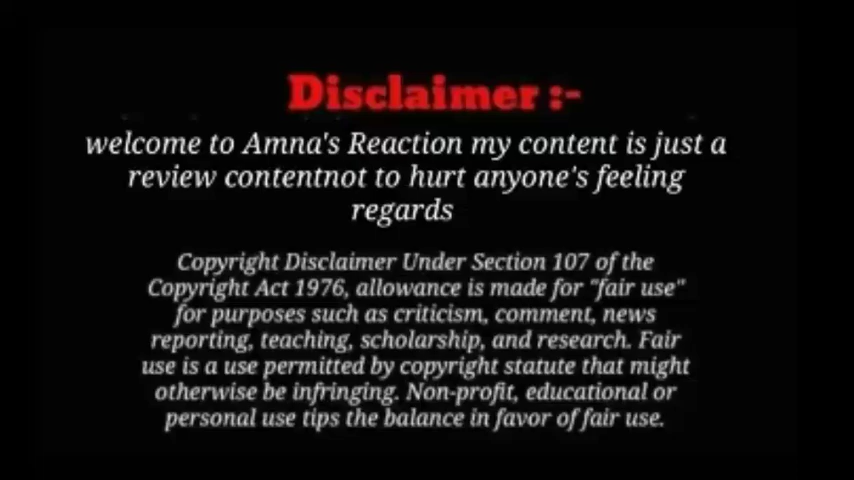 Disclaimer :-
welcome to Amna's Reaction my content is just a
review contentnot to hurt anyone's feeling
regards
Copyright Disclaimer Under Section 107 of the
Copyright Act 1976, allowance is made for "fair use"
for purposes such as criticism, comment, news
reporting, teaching, scholarship, and research. Fair
use is a use permitted by copyright statute that might
otherwise be infringing. Non-profit, educational or
personal use tips the balance in favor of fair use.